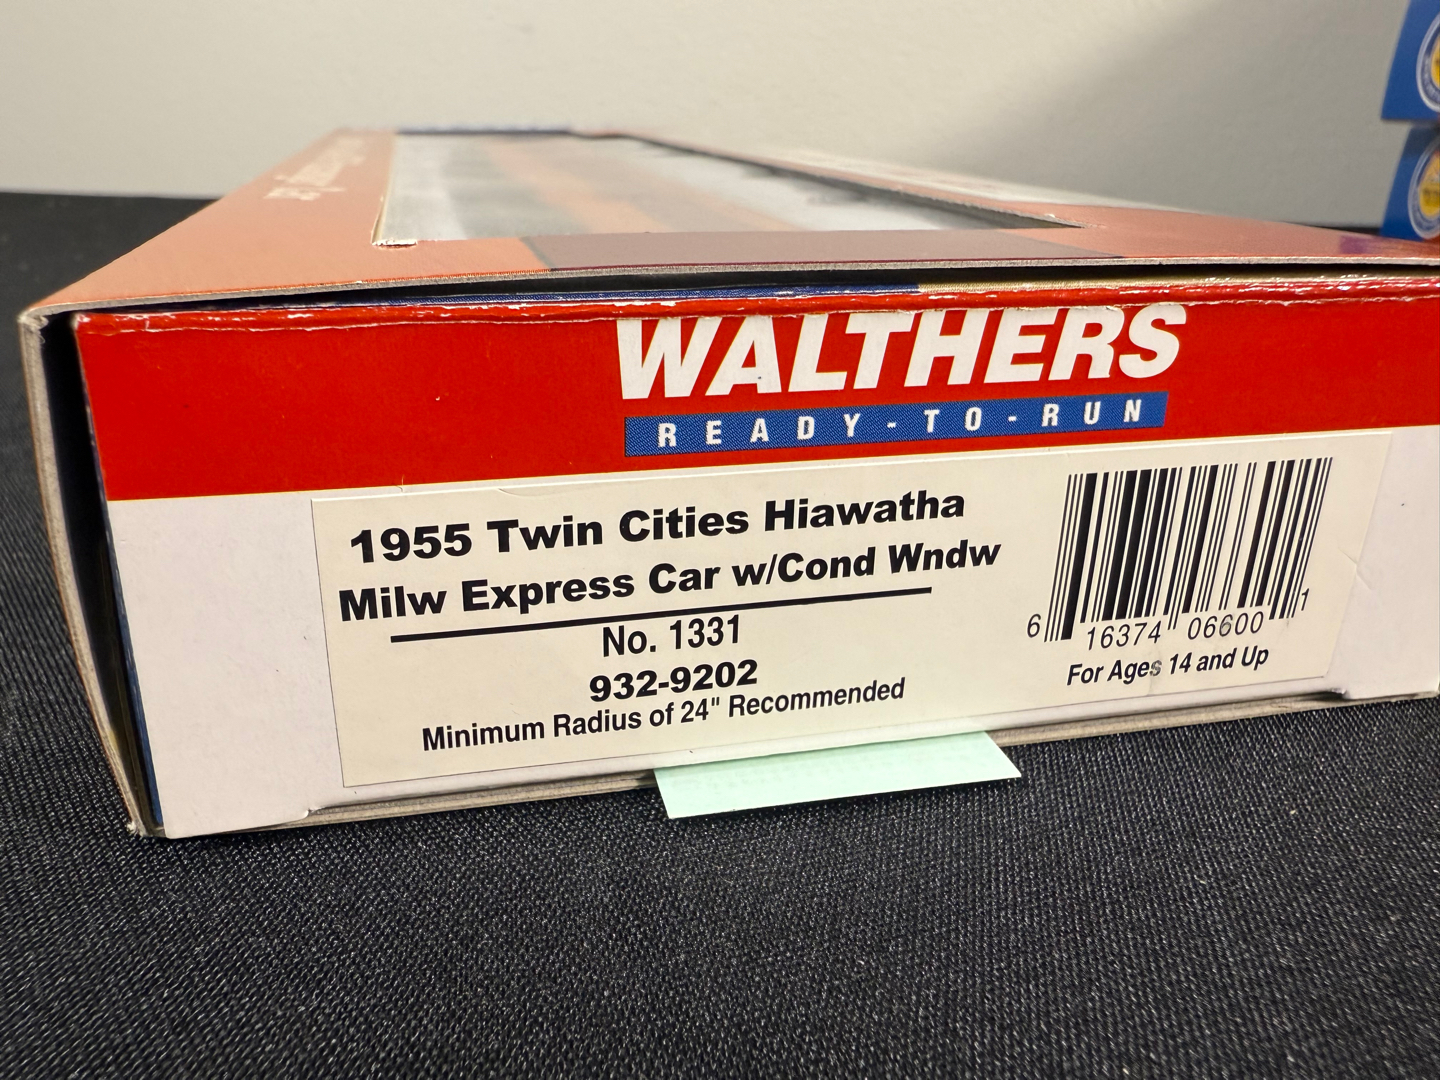 WALTHERS
READY-TO-RUN
1955 Twin Cities Hiawatha
Milw Express Car w/Cond Wndw
No. 1331
932-9202
Minimum Radius of 24" Recommended
6 16374 06600 1
For Ages 14 and Up